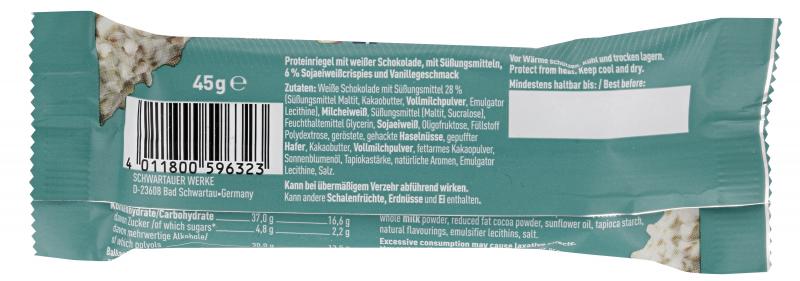 45g ℮
4 011800 596323
SCHWARTAUER WERKE
D-23608 Bad Schwartau•Germany
Proteinriegel mit weißer Schokolade, mit Süßungsmitteln,
6 % Sojaeiweißcrispies und Vanillegeschmack
Zutaten: Weiße Schokolade mit Süßungsmittel 28 %
(Süßungsmittel Maltit, Kakaobutter, Vollmilchpulver, Emulgator
Lecithine), Milcheiweiß, Süßungsmittel (Maltit, Sucralose),
Feuchthaltemittel Glycerin, Sojaeiweiß, Oligofruktose, Füllstoff
Polydextrose, geröstete, gehackte Haselnüsse, gepuffter
Hafer, Kakaobutter, Vollmilchpulver, fettarmes Kakaopulver,
Sonnenblumenöl, Tapiokastärke, natürliche Aromen, Emulgator
Lecithine, Salz.
Kann bei übermäßigem Verzehr abführend wirken.
Kann andere Schalenfrüchte, Erdnüsse und Ei enthalten.
Vor Wärme schützen, kühl und trocken lagern.
Protect from heat. Keep cool and dry.
Mindestens haltbar bis: / Best before:
Kohlenhydrate/Carbohydrate 37,0 g 16,6 g
davon Zucker /of which sugars* 4,8 g 2,2 g
davon mehrwertige Alkohole/
of which polyols
whole milk powder, reduced fat cocoa powder, sunflower oil, tapioca starch,
natural flavourings, emulsifier lecithins, salt.
Excessive consumption may cause laxative effects.